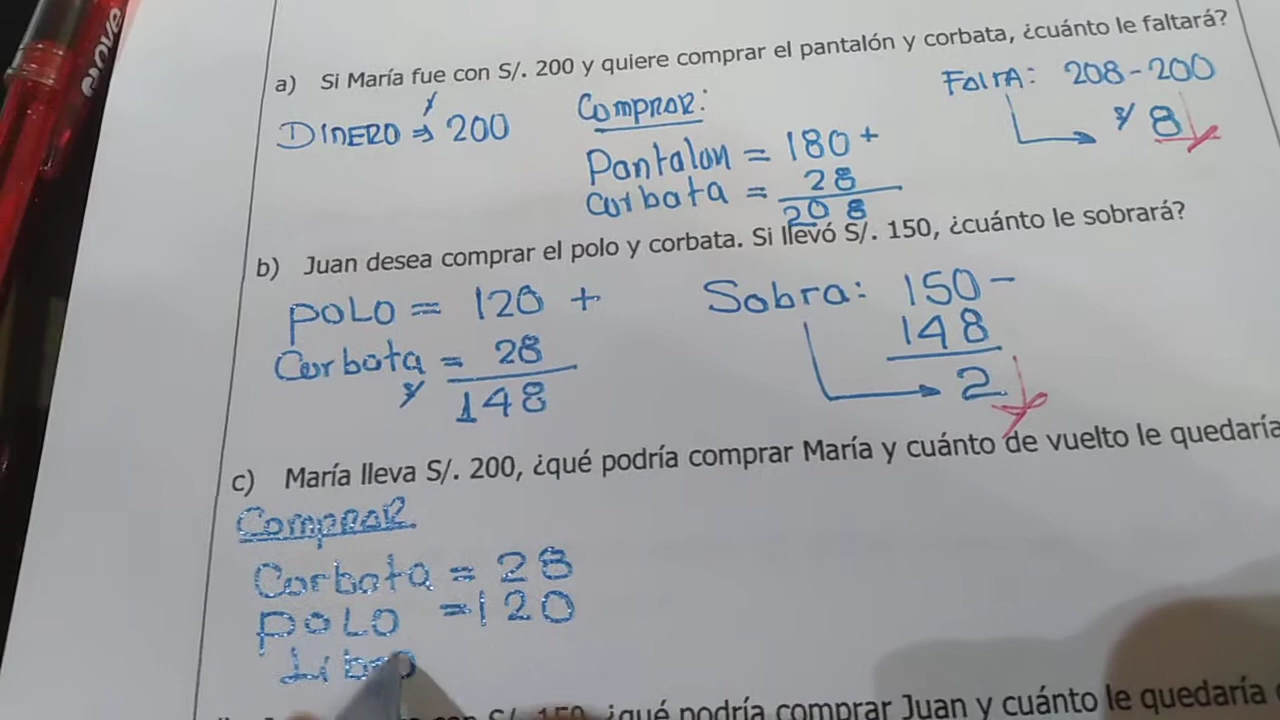 a) Si María fue con S/. 200 y quiere comprar el pantalón y corbata, ¿cuánto le faltará?
DINERO ⇒ S/ 200
Comprar:
Pantalon = 180 +
Corbata = 28
208
Falta: 208 - 200
S/ 8
b) Juan desea comprar el polo y corbata. Si llevó S/. 150, ¿cuánto le sobrará?
POLO = 120 +
Corbata = 28
S/ 148
Sobra: 150 -
148
2
c) María lleva S/. 200, ¿qué podría comprar María y cuánto de vuelto le quedaría
Comprar
Corbata = 28
POLO = 120
Libro
S/. 150, ¿qué podría comprar Juan y cuánto le quedaría